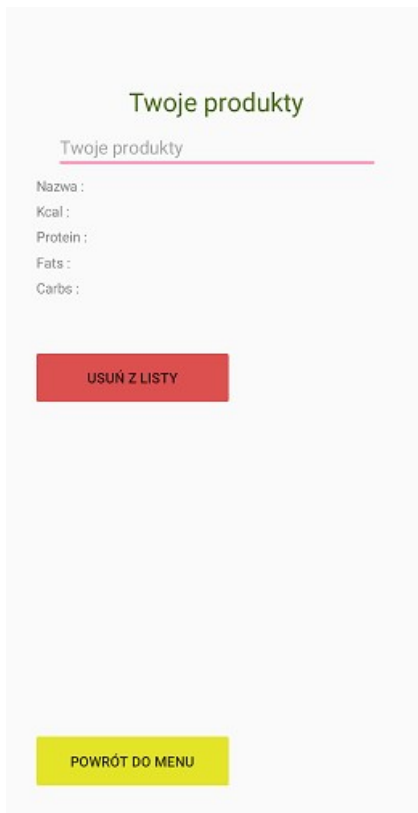 Twoje produkty
Twoje produkty
Nazwa :
Kcal :
Protein :
Fats :
Carbs :
USUŃ Z LISTY
POWRÓT DO MENU